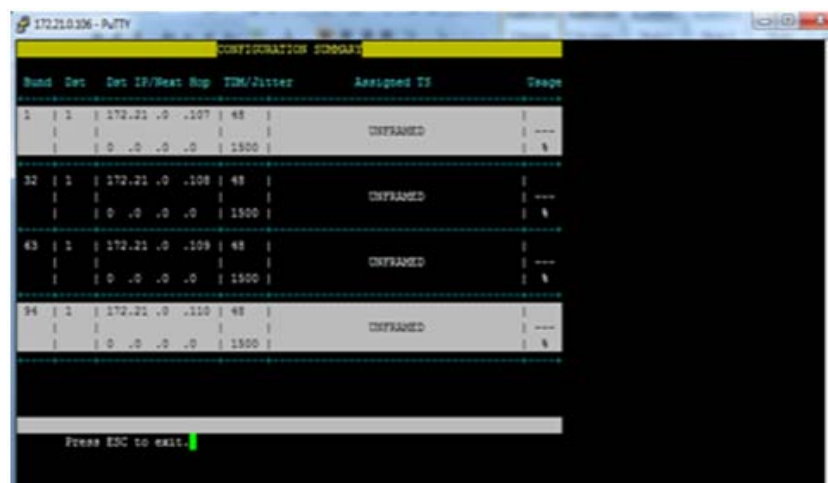 172.21.0.106 - PuTTY
CONFIGURATION SUMMARY
Bund Dst Dst IP/Next Hop TDM/Jitter Assigned TS Usage
1 | 1 | 172.21 .0 .107 | 48 | |
| | | | UNFRAMED | ---
| | 0 .0 .0 .0 | 1500 | | %
32 | 1 | 172.21 .0 .108 | 48 | |
| | | | UNFRAMED | ---
| | 0 .0 .0 .0 | 1500 | | %
63 | 1 | 172.21 .0 .109 | 48 | |
| | | | UNFRAMED | ---
| | 0 .0 .0 .0 | 1500 | | %
94 | 1 | 172.21 .0 .110 | 48 | |
| | | | UNFRAMED | ---
| | 0 .0 .0 .0 | 1500 | | %
Press ESC to exit.